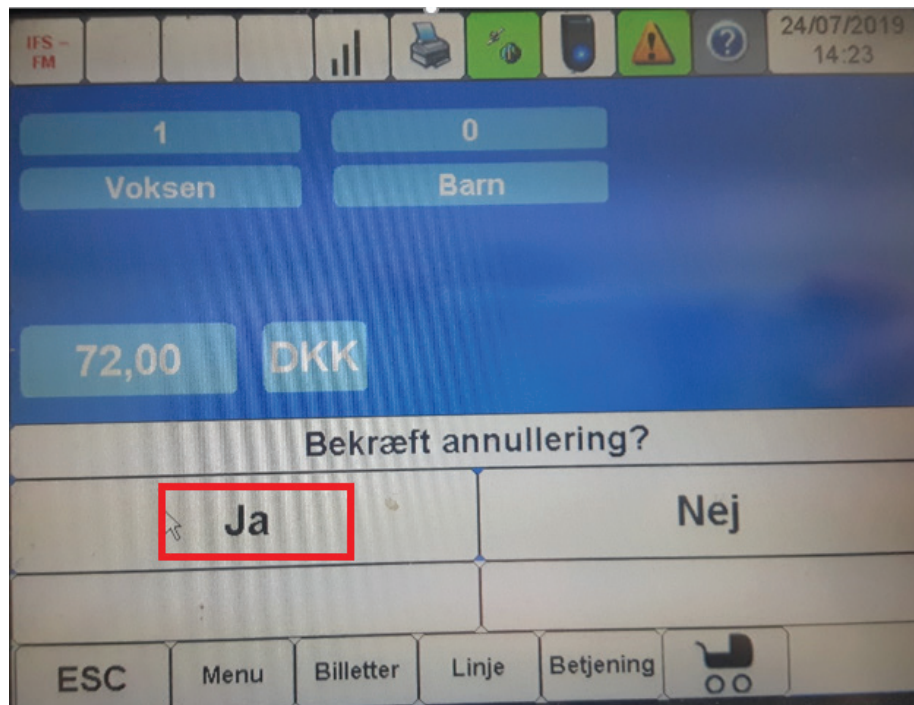 IFS –
FM
24/07/2019
14:23
1
0
Voksen
Barn
72,00
DKK
Bekræft annullering?
Ja
Nej
ESC
Menu
Billetter
Linje
Betjening